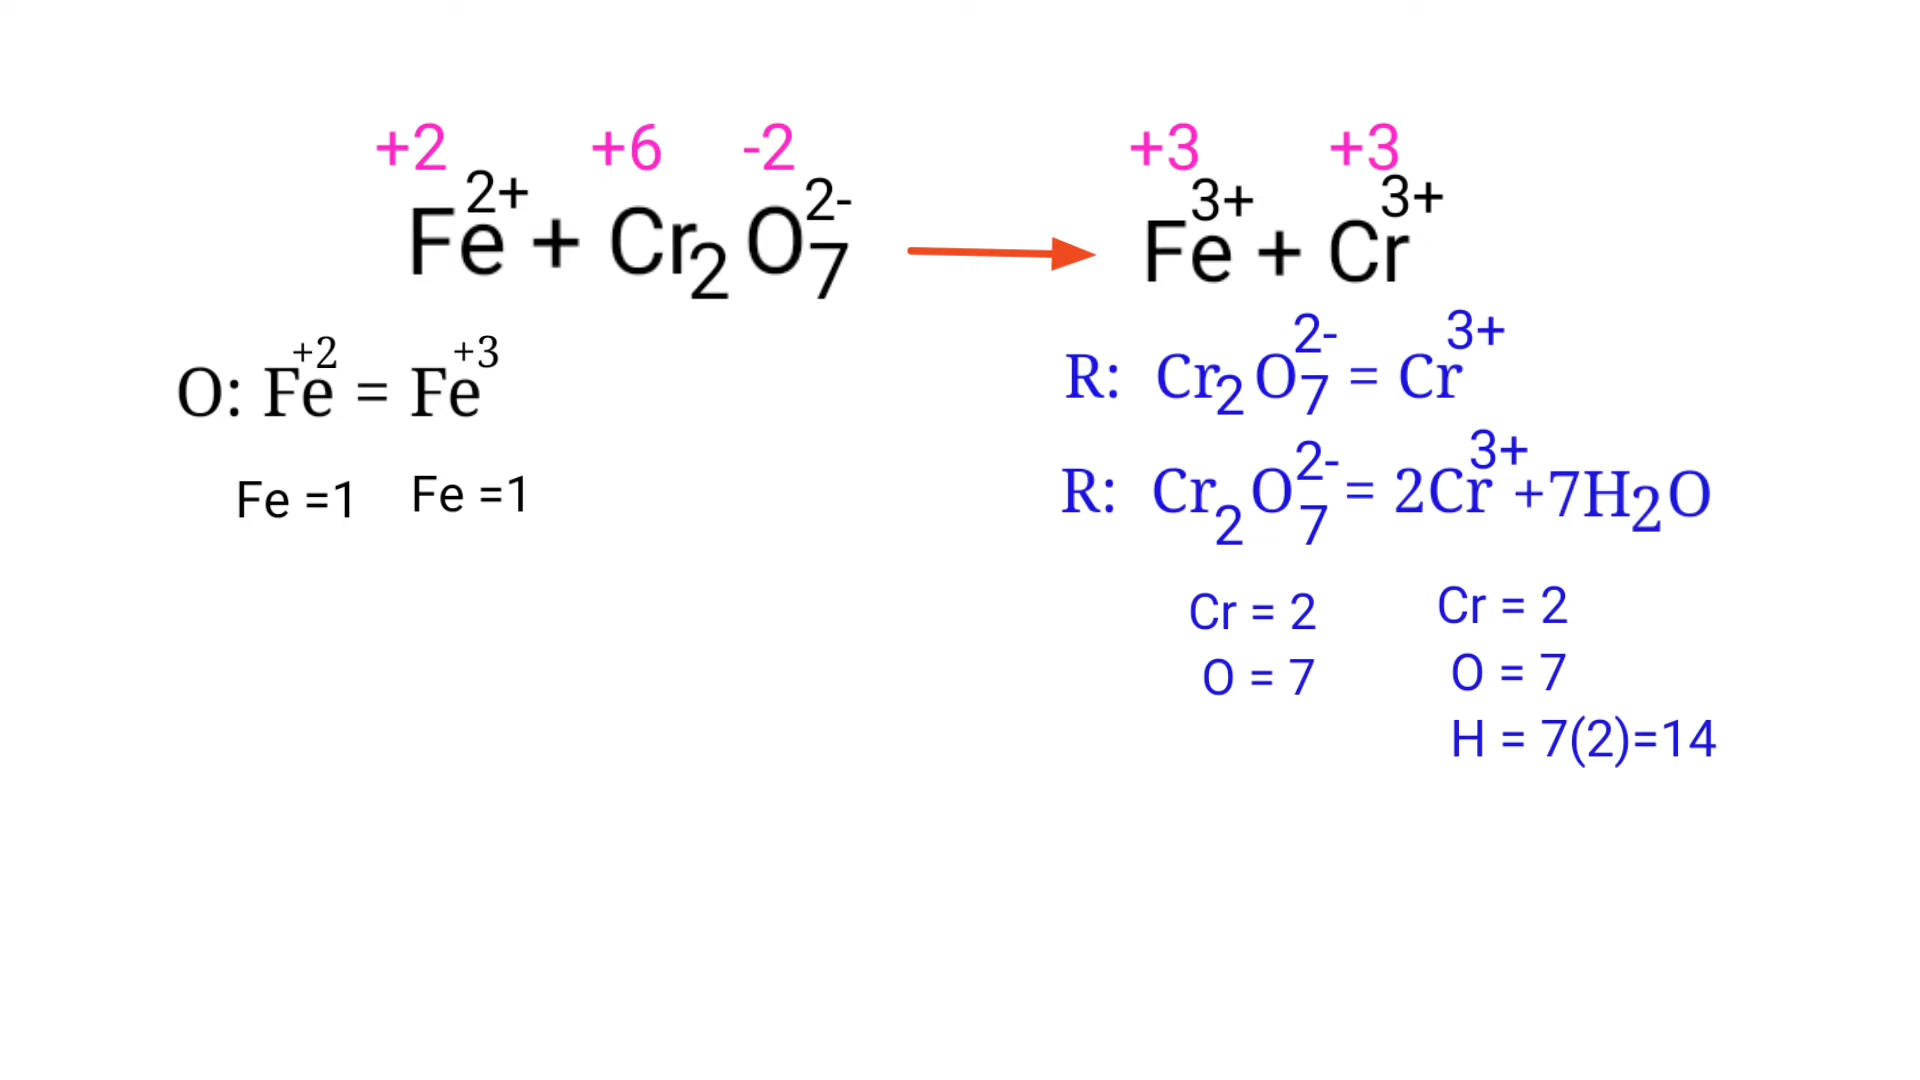 +2 +6 -2 +3 +3
Fe²⁺ + Cr₂O₇²⁻ → Fe³⁺ + Cr³⁺
O: Fe⁺² = Fe⁺³
R: Cr₂O₇²⁻ = Cr³⁺
Fe =1 Fe =1
R: Cr₂O₇²⁻ = 2Cr³⁺+7H₂O
Cr = 2 Cr = 2
O = 7 O = 7
H = 7(2)=14